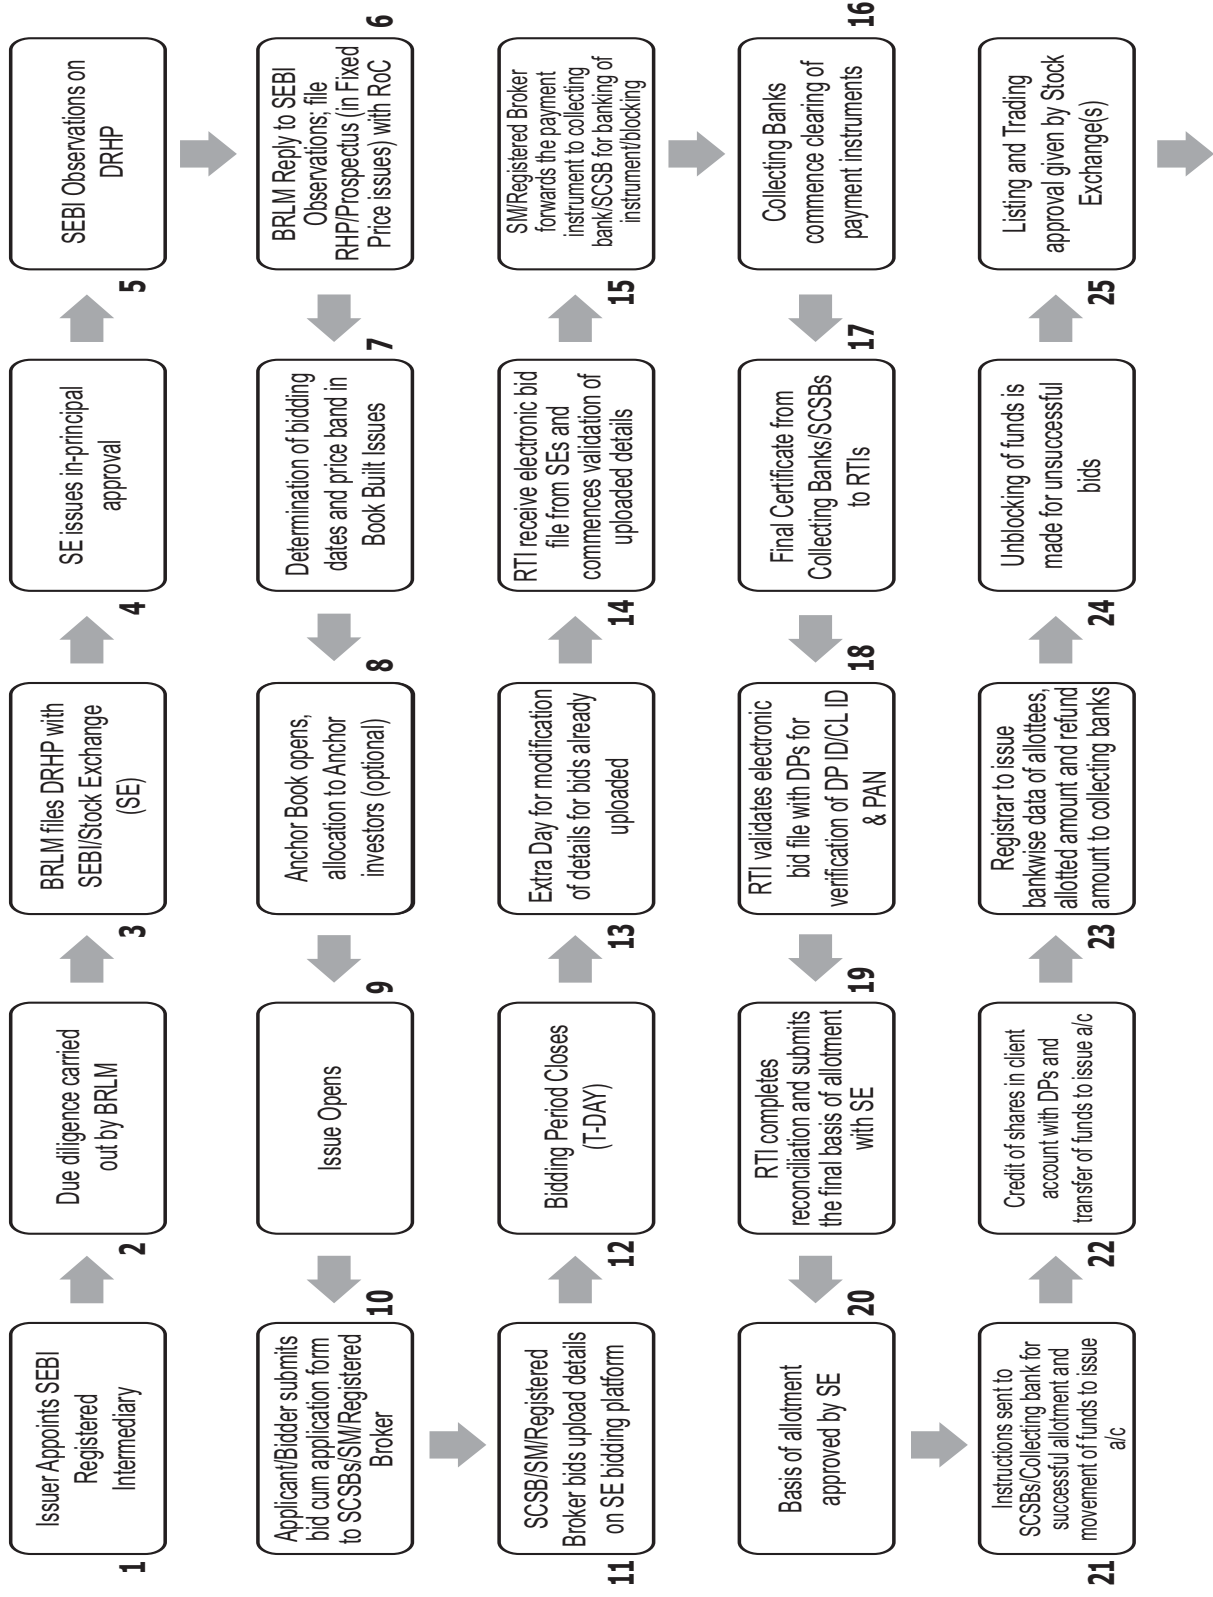 1
Issuer Appoints SEBI
Registered
Intermediary
2
Due diligence carried
out by BRLM
3
BRLM files DRHP with
SEBI/Stock Exchange
(SE)
4
SE issues in-principal
approval
5
SEBI Observations on
DRHP
6
BRLM Reply to SEBI
Observations; file
RHP/Prospectus (in Fixed
Price issues) with RoC
7
Determination of bidding
dates and price band in
Book Built Issues
8
Anchor Book opens,
allocation to Anchor
investors (optional)
9
Issue Opens
10
Applicant/Bidder submits
bid cum application form
to SCSBs/SM/Registered
Broker
11
SCSB/SM/Registered
Broker bids upload details
on SE bidding platform
12
Bidding Period Closes
(T-DAY)
13
Extra Day for modification
of details for bids already
uploaded
14
RTI receive electronic bid
file from SEs and
commences validation of
uploaded details
15
SM/Registered Broker
forwards the payment
instrument to collecting
bank/SCSB for banking of
instrument/blocking
16
Collecting Banks
commence clearing of
payment instruments
17
Final Certificate from
Collecting Banks/SCSBs
to RTIs
18
RTI validates electronic
bid file with DPs for
verification of DP ID/CL ID
& PAN
19
RTI completes
reconciliation and submits
the final basis of allotment
with SE
20
Basis of allotment
approved by SE
21
Instructions sent to
SCSBs/Collecting bank for
successful allotment and
movement of funds to issue
a/c
22
Credit of shares in client
account with DPs and
transfer of funds to issue a/c
23
Registrar to issue
bankwise data of allottees,
allotted amount and refund
amount to collecting banks
24
Unblocking of funds is
made for unsuccessful
bids
25
Listing and Trading
approval given by Stock
Exchange(s)